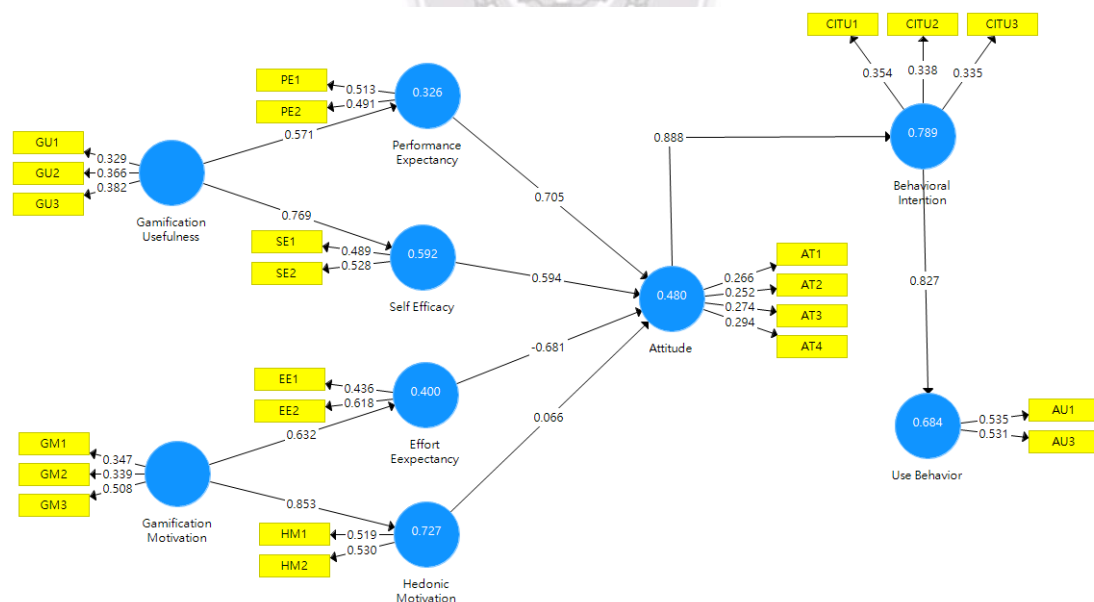 CITU1
CITU2
CITU3
0.354
0.338
0.335
PE1
0.513
PE2
0.491
0.326
Performance
Expectancy
0.888
0.789
Behavioral
Intention
GU1
0.329
GU2
0.366
GU3
0.382
0.571
Gamification
Usefulness
0.769
0.705
SE1
0.489
SE2
0.528
0.592
Self Efficacy
0.594
0.480
Attitude
0.266
AT1
0.252
AT2
0.274
AT3
0.294
AT4
0.827
-0.681
EE1
0.436
EE2
0.618
0.400
Effort
Eexpectancy
0.632
0.066
GM1
0.347
GM2
0.339
GM3
0.508
Gamification
Motivation
0.853
HM1
0.519
HM2
0.530
0.727
Hedonic
Motivation
0.684
Use Behavior
0.535
AU1
0.531
AU3